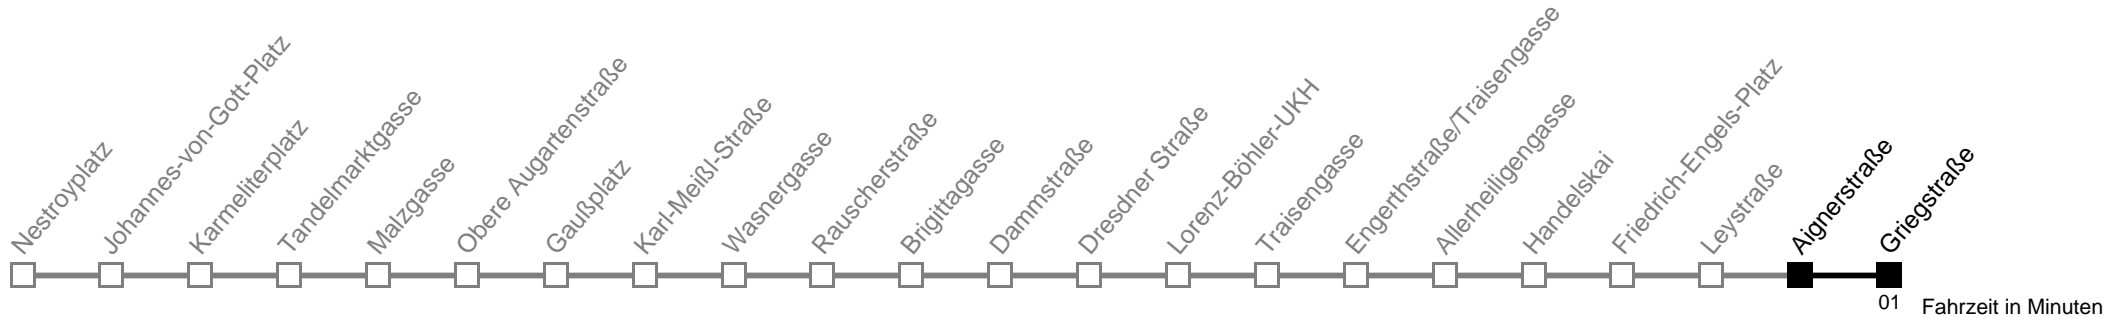 Nestroyplatz
Johannes-von-Gott-Platz
Karmeliterplatz
Tandelmarktgasse
Malzgasse
Obere Augartenstraße
Gaußplatz
Karl-Meißl-Straße
Wasnergasse
Rauscherstraße
Brigittagasse
Dammstraße
Dresdner Straße
Lorenz-Böhler-UKH
Traisengasse
Engerthstraße/Traisengasse
Allerheiligengasse
Handelskai
Friedrich-Engels-Platz
Leystraße
Aignerstraße
Griegstraße
01 Fahrzeit in Minuten